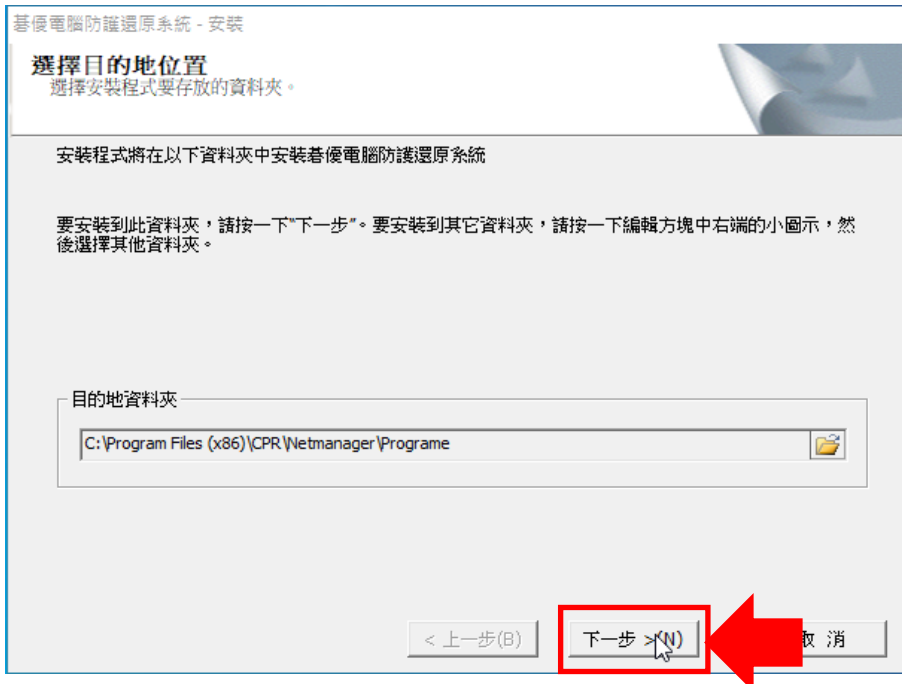 碁優電腦防護還原系統 - 安裝
選擇目的地位置
選擇安裝程式要存放的資料夾。
安裝程式將在以下資料夾中安裝碁優電腦防護還原系統
要安裝到此資料夾，請按一下"下一步"。要安裝到其它資料夾，請按一下編輯方塊中右端的小圖示，然
後選擇其他資料夾。
目的地資料夾
C:\Program Files (x86)\CPR\Netmanager\Programe
< 上一步(B)
下一步 >(N)
取 消